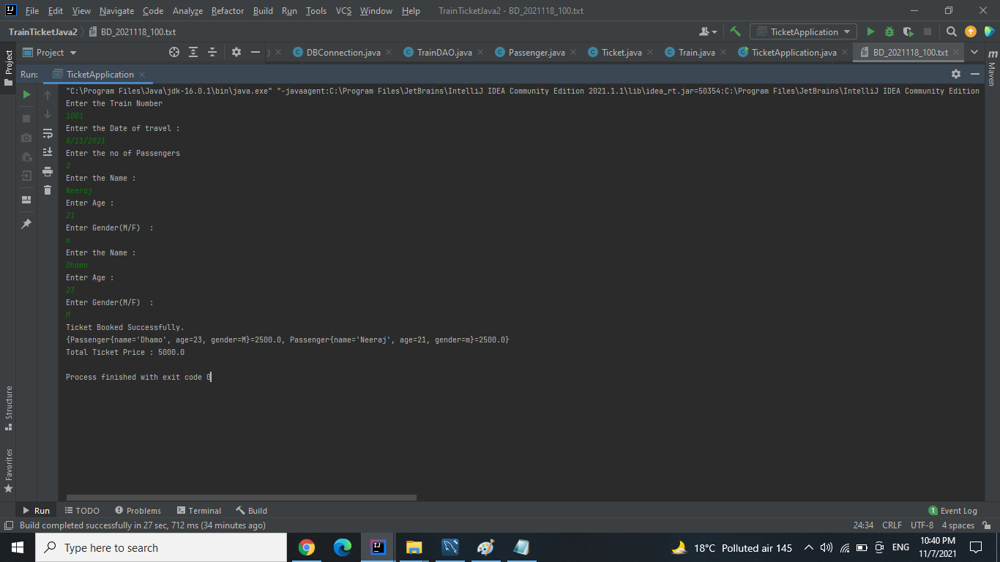 File Edit View Navigate Code Analyze Refactor Build Run Tools VCS Window Help TrainTicketJava2 - BD_2021118_100.txt
TrainTicketJava2 BD_2021118_100.txt TicketApplication
Project Project ) DBConnection.java TrainDAO.java Passenger.java Ticket.java Train.java TicketApplication.java BD_2021118_100.txt Maven
Run: TicketApplication
"C:\Program Files\Java\jdk-16.0.1\bin\java.exe" "-javaagent:C:\Program Files\JetBrains\IntelliJ IDEA Community Edition 2021.1.1\lib\idea_rt.jar=50354:C:\Program Files\JetBrains\IntelliJ IDEA Community Edition
Enter the Train Number
1001
Enter the Date of travel :
8/11/2021
Enter the no of Passengers
2
Enter the Name :
Neeraj
Enter Age :
21
Enter Gender(M/F)  :
m
Enter the Name :
Dhamo
Enter Age :
23
Enter Gender(M/F)  :
M
Ticket Booked Successfully.
{Passenger{name='Dhamo', age=23, gender=M}=2500.0, Passenger{name='Neeraj', age=21, gender=m}=2500.0}
Total Ticket Price : 5000.0
Process finished with exit code 0
Structure
Favorites
Run TODO Problems Terminal Build 1 Event Log
Build completed successfully in 27 sec, 712 ms (34 minutes ago) 24:34 CRLF UTF-8 4 spaces
Type here to search 18°C Polluted air 145 ENG 10:40 PM
11/7/2021